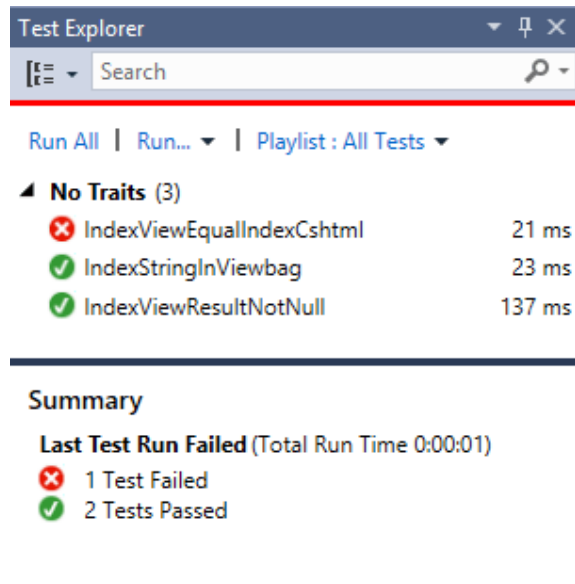 Test Explorer
Search
Run All | Run... | Playlist : All Tests
No Traits (3)
IndexViewEqualIndexCshtml 21 ms
IndexStringInViewbag 23 ms
IndexViewResultNotNull 137 ms
Summary
Last Test Run Failed (Total Run Time 0:00:01)
1 Test Failed
2 Tests Passed